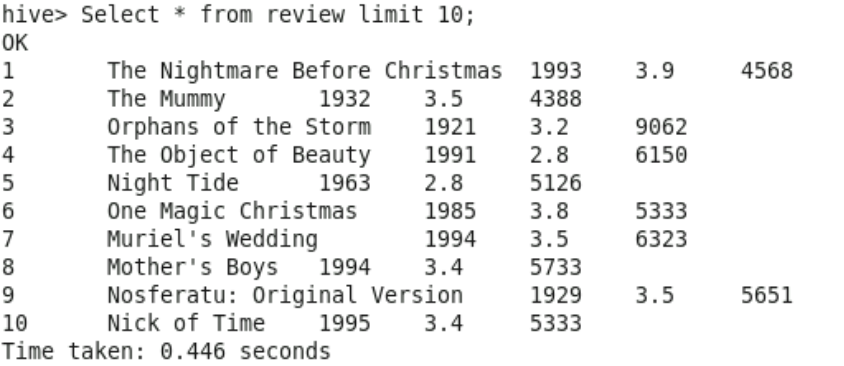 hive> Select * from review limit 10;
OK
1	The Nightmare Before Christmas	1993	3.9	4568
2	The Mummy	1932	3.5	4388
3	Orphans of the Storm	1921	3.2	9062
4	The Object of Beauty	1991	2.8	6150
5	Night Tide	1963	2.8	5126
6	One Magic Christmas	1985	3.8	5333
7	Muriel's Wedding	1994	3.5	6323
8	Mother's Boys	1994	3.4	5733
9	Nosferatu: Original Version	1929	3.5	5651
10	Nick of Time	1995	3.4	5333
Time taken: 0.446 seconds